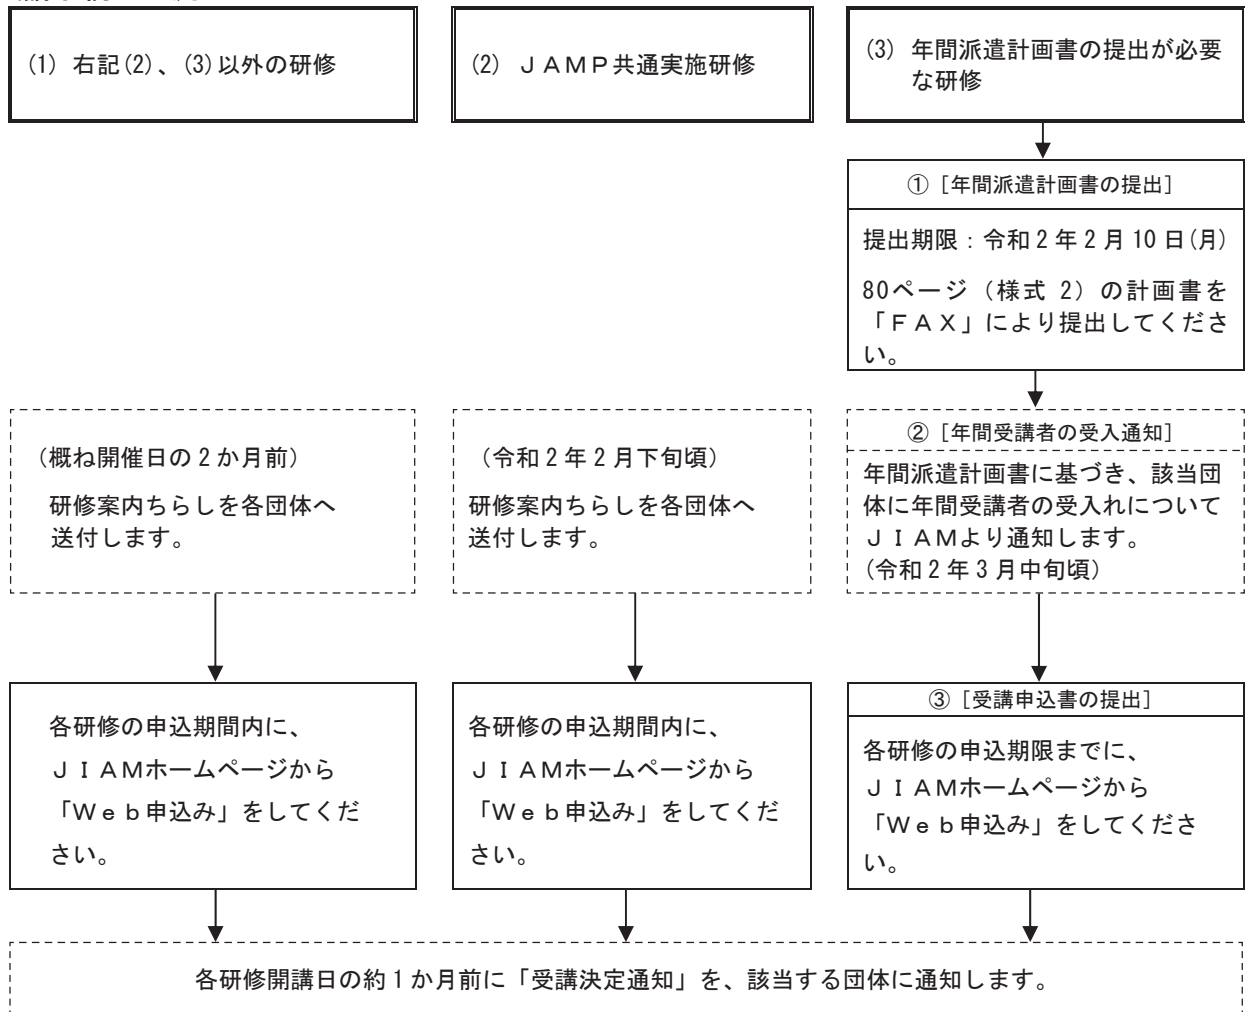 (1) 右記(2)、(3)以外の研修
(2) ＪＡＭＰ共通実施研修
(3) 年間派遣計画書の提出が必要
な研修
① [年間派遣計画書の提出]
提出期限：令和２年２月10日(月)
80ページ（様式 2）の計画書を
「ＦＡＸ」により提出してくださ
い。
（概ね開催日の２か月前）
研修案内ちらしを各団体へ
送付します。
（令和２年２月下旬頃）
研修案内ちらしを各団体へ
送付します。
② [年間受講者の受入通知]
年間派遣計画書に基づき、該当団
体に年間受講者の受入れについて
ＪＩＡＭより通知します。
(令和２年３月中旬頃)
各研修の申込期間内に、
ＪＩＡＭホームページから
「Ｗｅｂ申込み」をしてくだ
さい。
各研修の申込期間内に、
ＪＩＡＭホームページから
「Ｗｅｂ申込み」をしてくだ
さい。
③ [受講申込書の提出]
各研修の申込期限までに、
ＪＩＡＭホームページから
「Ｗｅｂ申込み」をしてくださ
い。
各研修開講日の約１か月前に「受講決定通知」を、該当する団体に通知します。